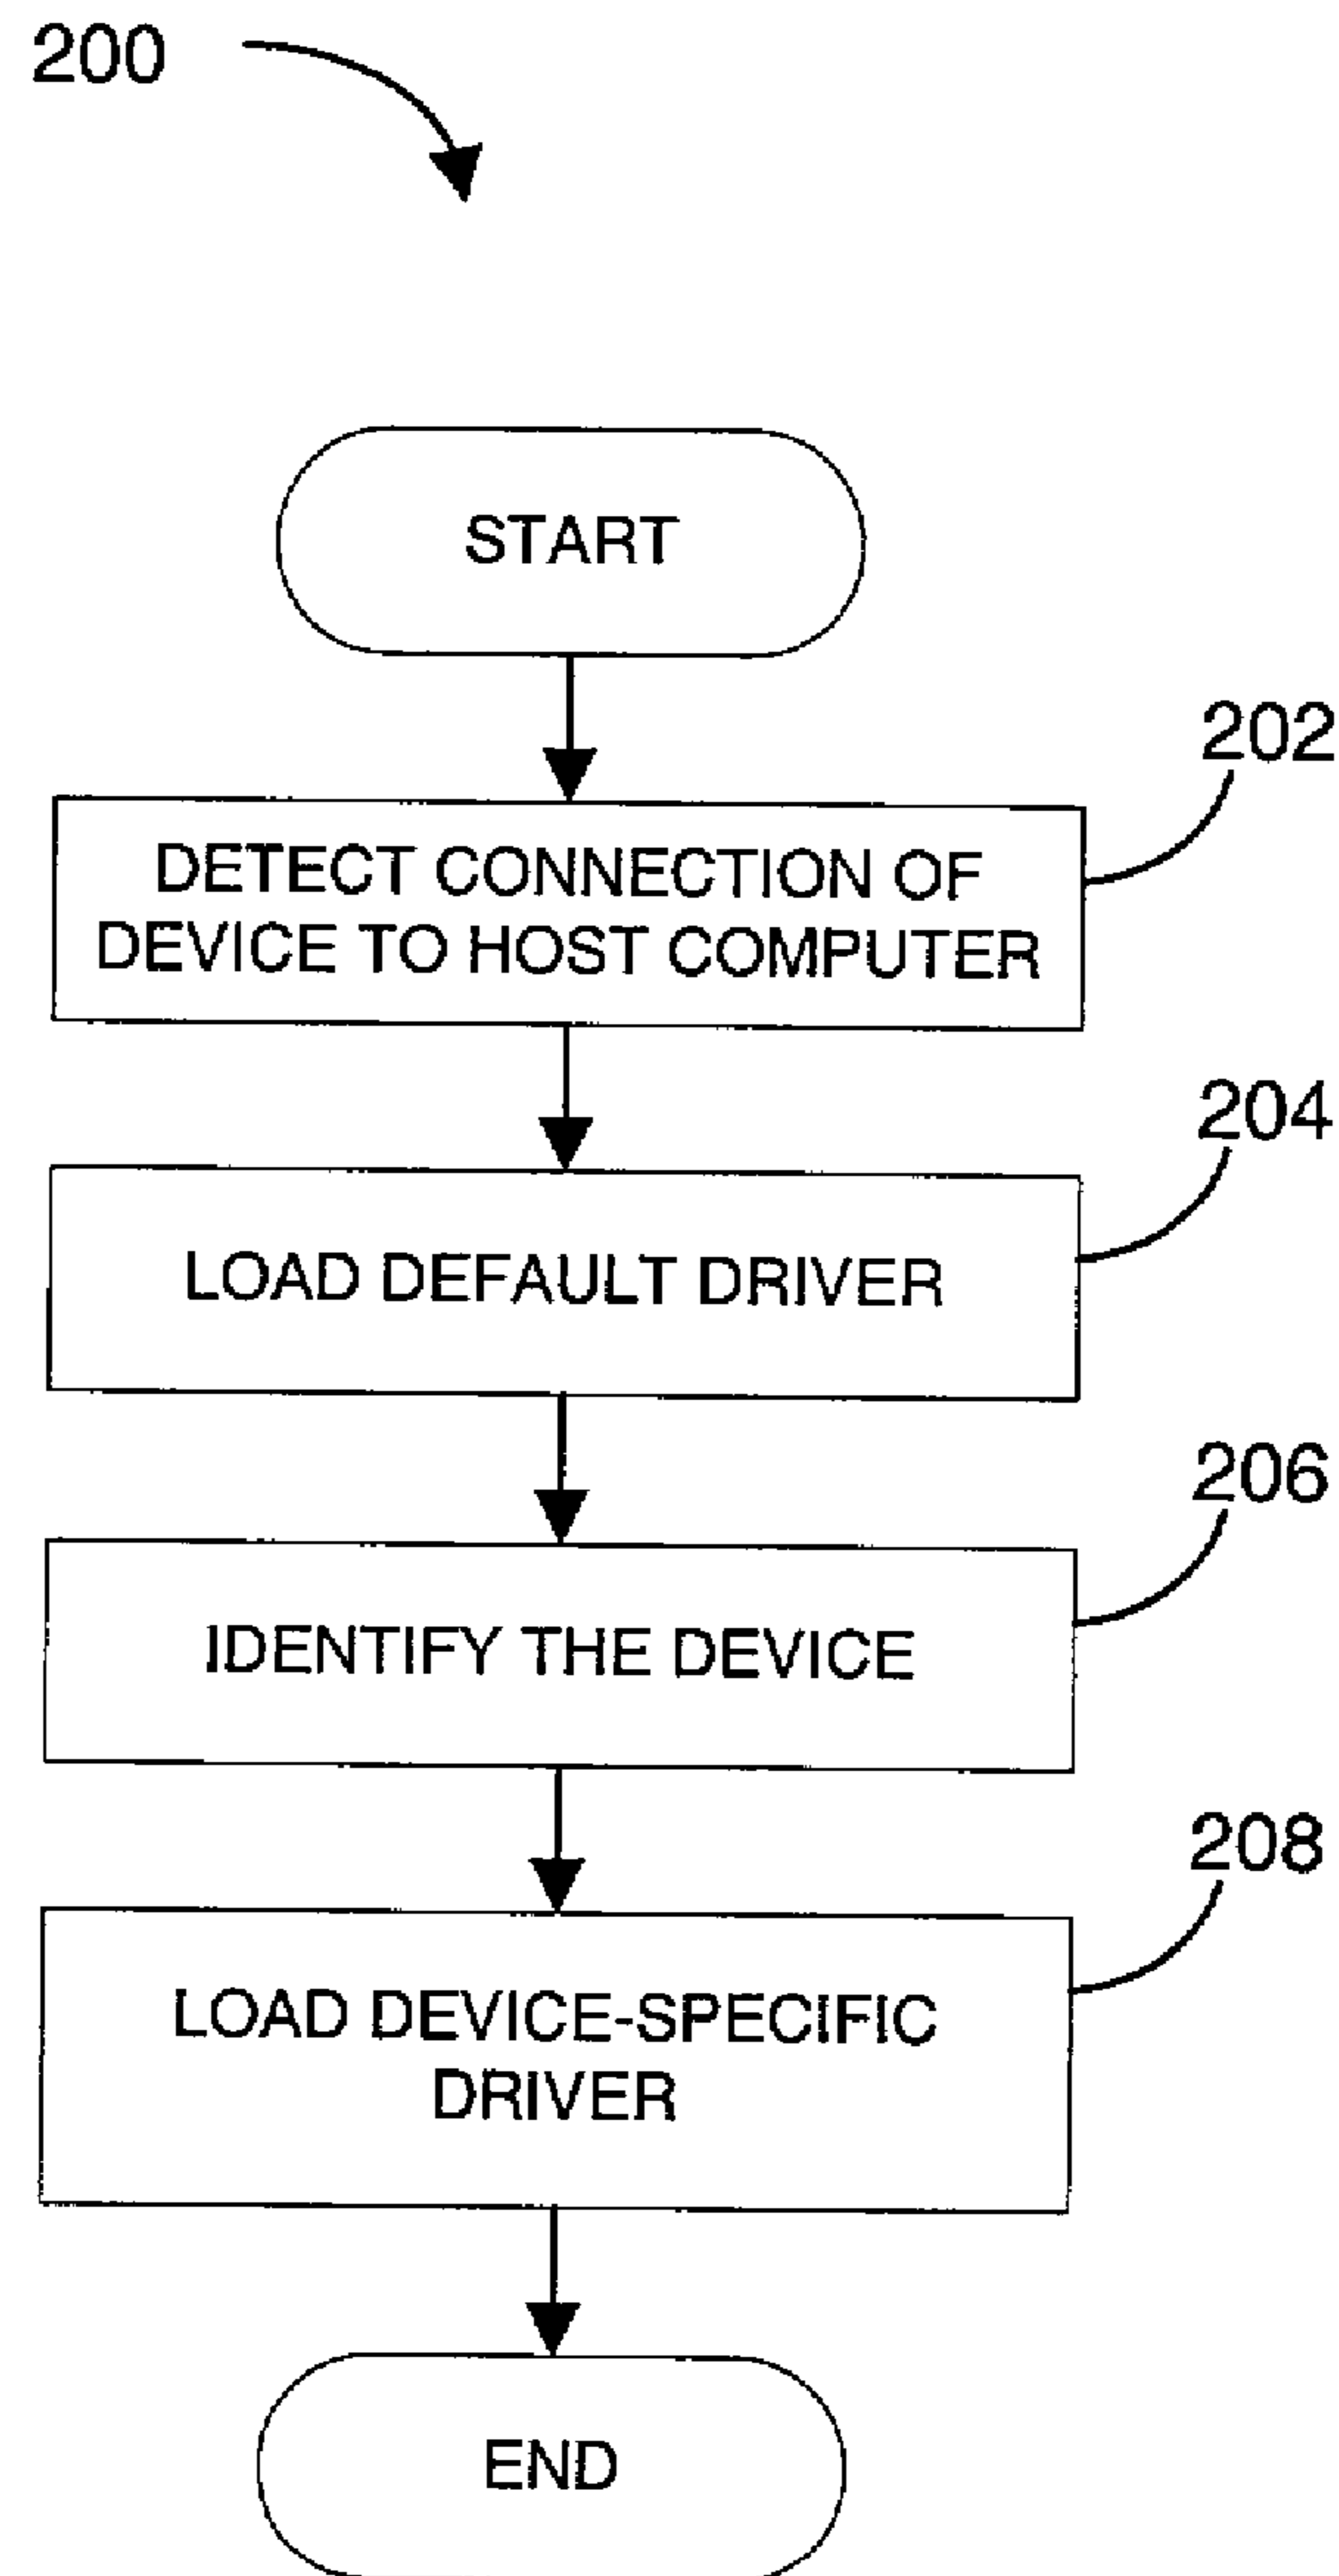 200
START
202
DETECT CONNECTION OF
DEVICE TO HOST COMPUTER
204
LOAD DEFAULT DRIVER
206
IDENTIFY THE DEVICE
208
LOAD DEVICE-SPECIFIC
DRIVER
END